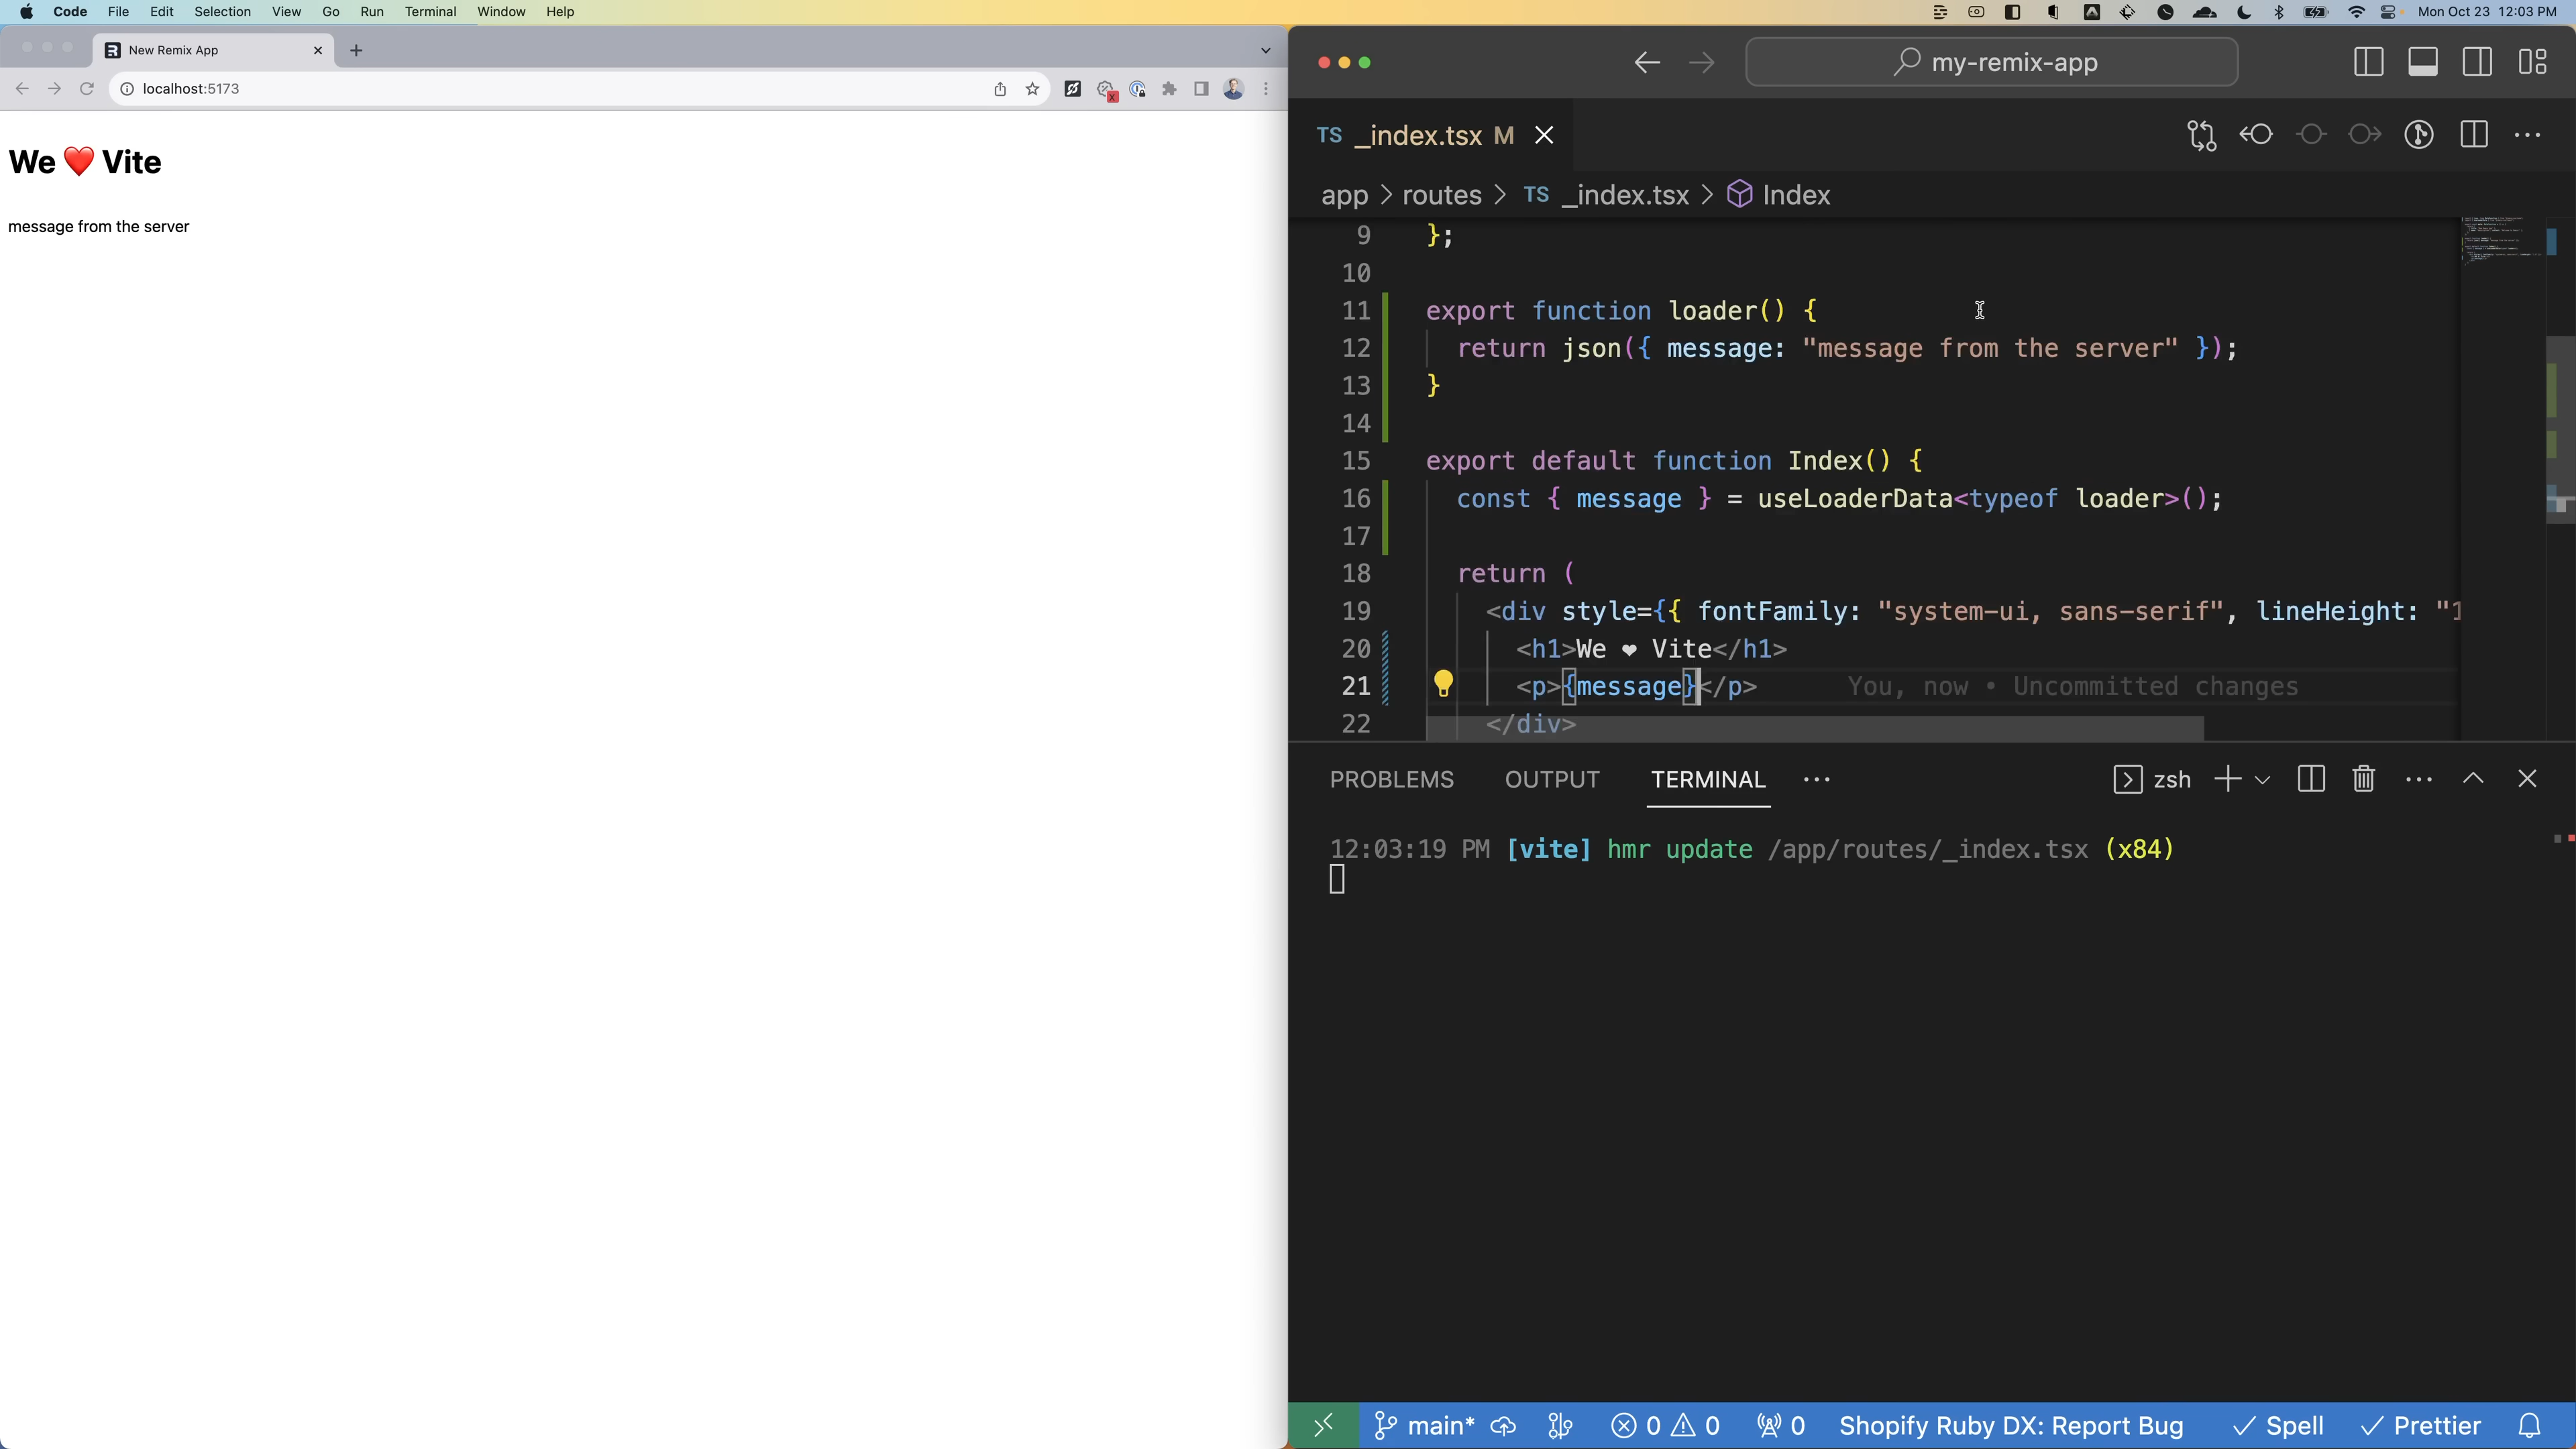 Code File Edit Selection View Go Run Terminal Window Help
Mon Oct 23 12:03 PM
New Remix App
localhost:5173
We ❤️ Vite
message from the server
my-remix-app
TS _index.tsx M
app > routes > TS _index.tsx > Index
9 };
10
11 export function loader() {
12 return json({ message: "message from the server" });
13 }
14
15 export default function Index() {
16 const { message } = useLoaderData<typeof loader>();
17
18 return (
19 <div style={{ fontFamily: "system-ui, sans-serif", lineHeight: "1
20 <h1>We ❤ Vite</h1>
21 <p>{message}</p> You, now • Uncommitted changes
22 </div>
PROBLEMS OUTPUT TERMINAL ··· zsh
12:03:19 PM [vite] hmr update /app/routes/_index.tsx (x84)
main* 0 0 0 Shopify Ruby DX: Report Bug Spell Prettier